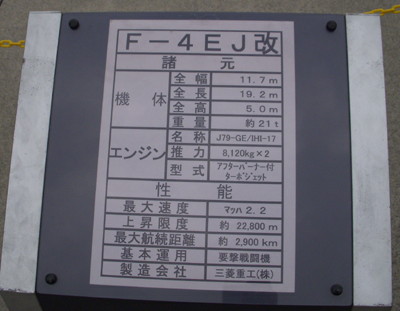 F－4EJ改
諸元
機体
全幅 11.7m
全長 19.2m
全高 5.0m
重量 約21t
エンジン
名称 J79-GE/IHI-17
推力 8,120kg×2
型式 アフターバーナー付
ターボジェット
性能
最大速度 マッハ2.2
上昇限度 約22,800m
最大航続距離 約2,900km
基本運用 要撃戦闘機
製造会社 三菱重工(株)